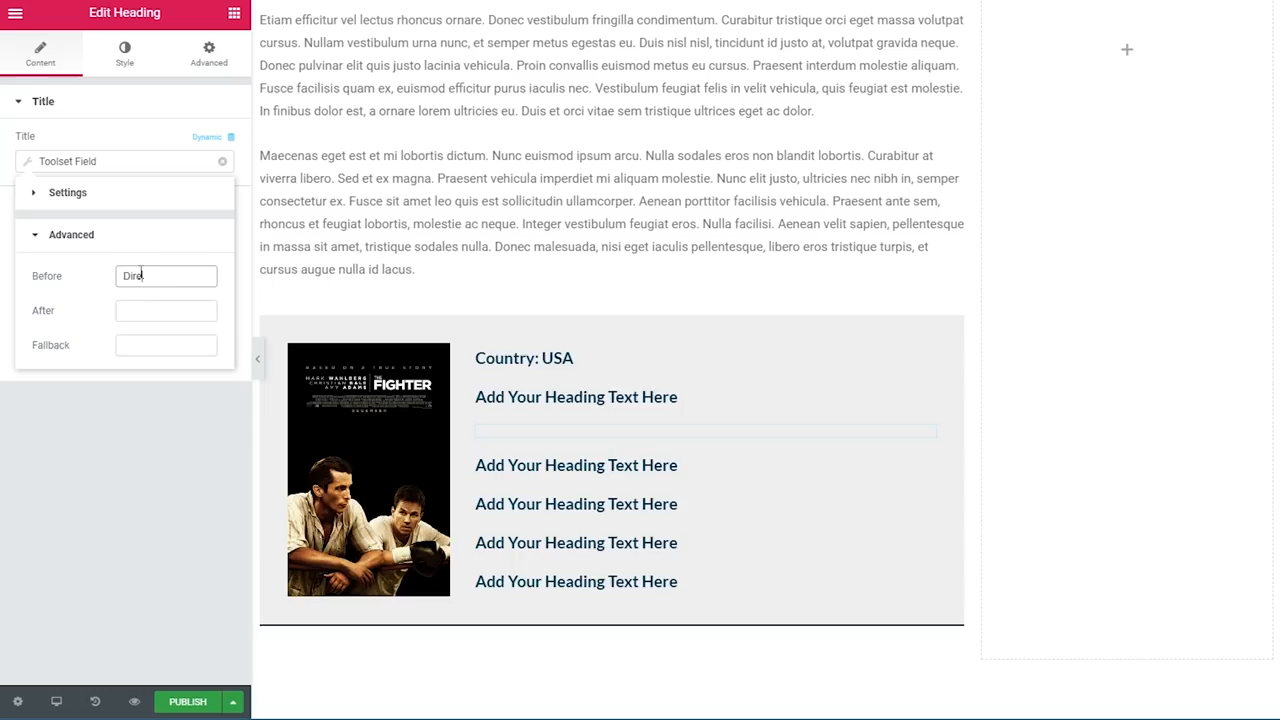 Edit Heading
Content
Style
Advanced
Title
Title
Dynamic
Toolset Field
Settings
Advanced
Before
Dire
After
Fallback
PUBLISH
Etiam efficitur vel lectus rhoncus ornare. Donec vestibulum fringilla condimentum. Curabitur tristique orci eget massa volutpat
cursus. Nullam vestibulum urna nunc, et semper metus egestas eu. Duis nisl nisl, tincidunt id justo at, volutpat gravida neque.
Donec pulvinar elit quis justo lacinia vehicula. Proin convallis euismod metus eu cursus. Praesent interdum molestie aliquam.
Fusce facilisis quam ex, euismod efficitur purus iaculis nec. Vestibulum feugiat felis in velit vehicula, quis feugiat est molestie.
In finibus dolor est, a ornare lorem ultricies eu. Duis et orci vitae sem tristique ultrices eget ac dolor.
Maecenas eget est et mi lobortis dictum. Nunc euismod ipsum arcu. Nulla sodales eros non blandit lobortis. Curabitur at
viverra libero. Sed et ex magna. Praesent vehicula imperdiet mi aliquam molestie. Nunc elit justo, ultricies nec nibh in, semper
consectetur ex. Fusce sit amet leo quis est sollicitudin ullamcorper. Aenean porttitor facilisis vehicula. Praesent ante sem,
rhoncus et feugiat lobortis, molestie ac neque. Integer vestibulum feugiat eros. Nulla facilisi. Aenean velit sapien, pellentesque
in massa sit amet, tristique sodales nulla. Donec malesuada, nisi eget iaculis pellentesque, libero eros tristique turpis, et
cursus augue nulla id lacus.
BASED ON A TRUE STORY
MARK WAHLBERG
CHRISTIAN BALE
AMY ADAMS
THE
FIGHTER
DECEMBER
Country: USA
Add Your Heading Text Here
Add Your Heading Text Here
Add Your Heading Text Here
Add Your Heading Text Here
Add Your Heading Text Here